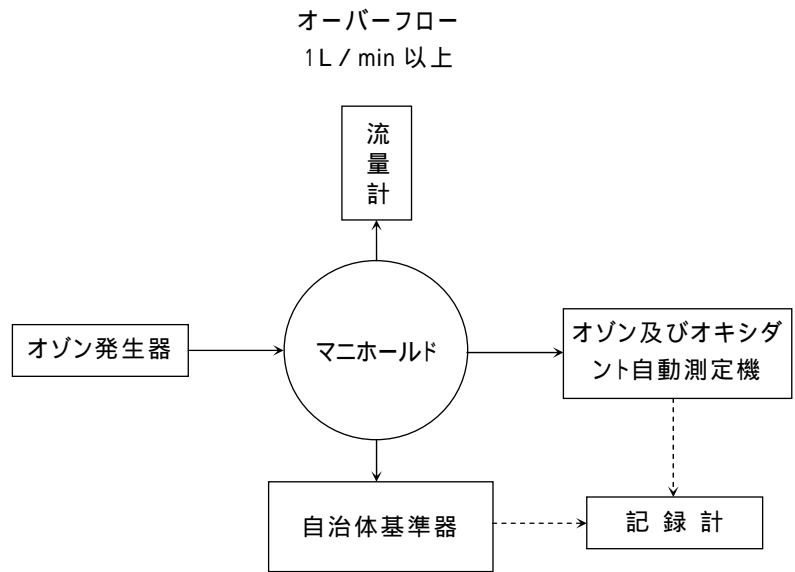 オーバーフロー
1L／min 以上
流
量
計
オゾン発生器
マニホールド
オゾン及びオキシダ
ント自動測定機
自治体基準器
記 録 計